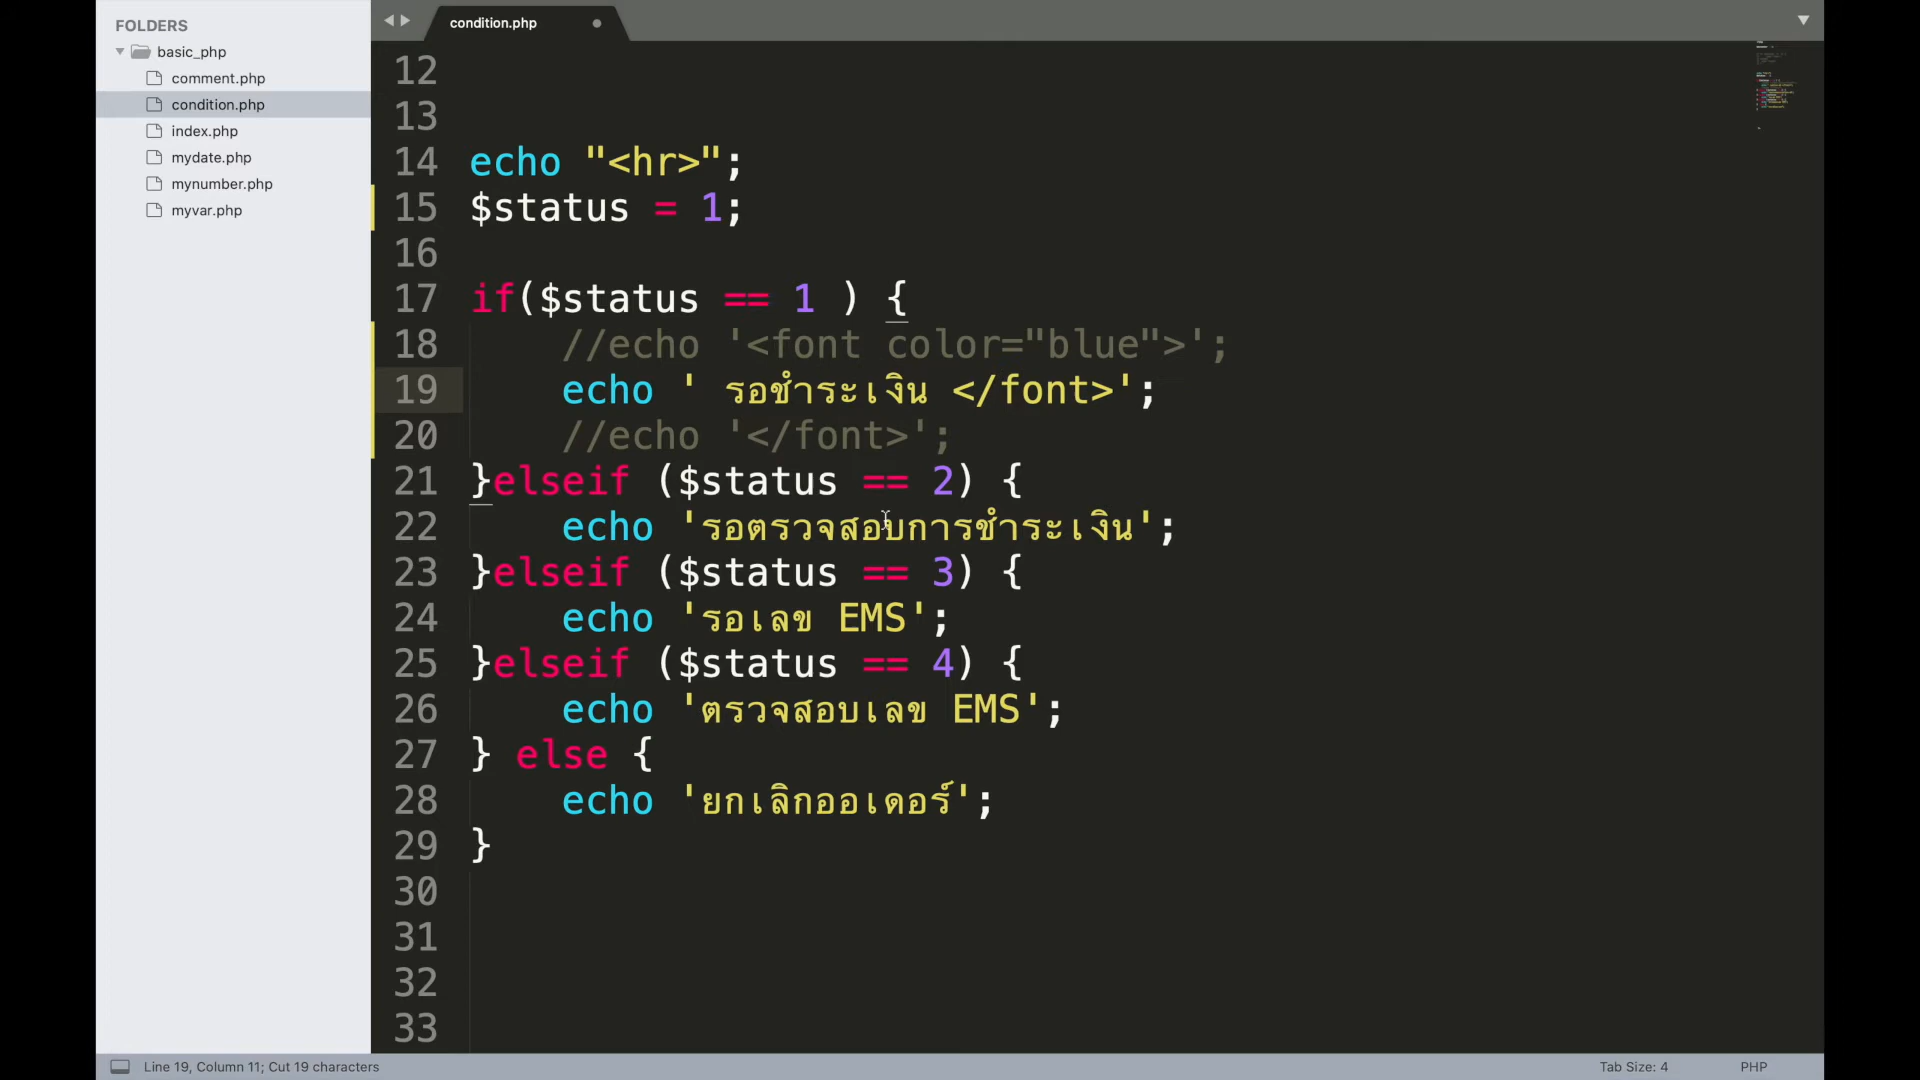 FOLDERS
basic_php
comment.php
condition.php
index.php
mydate.php
mynumber.php
myvar.php
condition.php
12
13
14 echo "<hr>";
15 $status = 1;
16
17 if($status == 1 ) {
18 //echo '<font color="blue">';
19 echo ' รอชำระเงิน </font>';
20 //echo '</font>';
21 }elseif ($status == 2) {
22 echo 'รอตรวจสอบการชำระเงิน';
23 }elseif ($status == 3) {
24 echo 'รอเลข EMS';
25 }elseif ($status == 4) {
26 echo 'ตรวจสอบเลข EMS';
27 } else {
28 echo 'ยกเลิกออเดอร์';
29 }
30
31
32
33
Line 19, Column 11; Cut 19 characters
Tab Size: 4
PHP